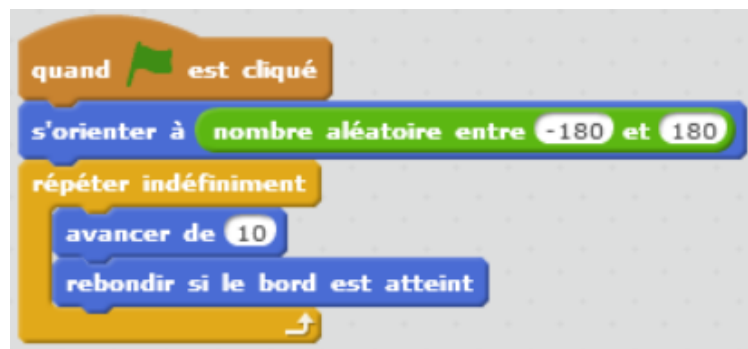 quand est cliqué
s'orienter à nombre aléatoire entre -180 et 180
répéter indéfiniment
avancer de 10
rebondir si le bord est atteint